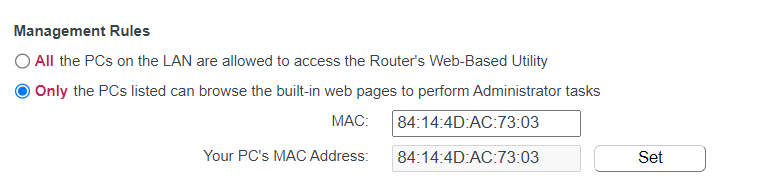 Management Rules
All the PCs on the LAN are allowed to access the Router's Web-Based Utility
Only the PCs listed can browse the built-in web pages to perform Administrator tasks
MAC: 84:14:4D:AC:73:03
Your PC's MAC Address: 84:14:4D:AC:73:03 Set